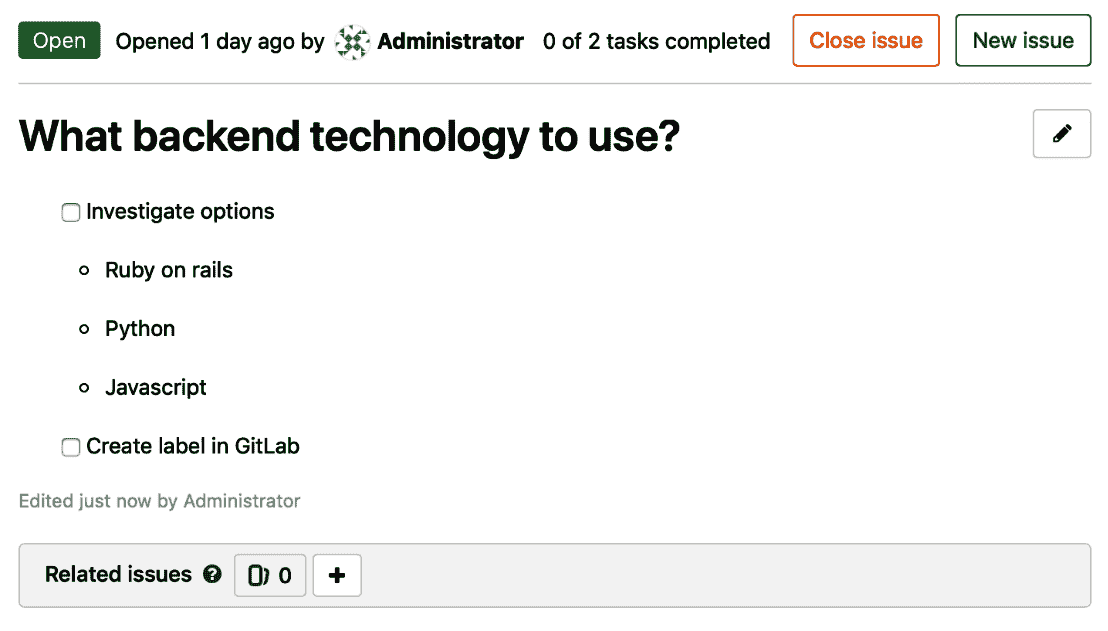 Open Opened 1 day ago by Administrator 0 of 2 tasks completed Close issue New issue
What backend technology to use?
Investigate options
Ruby on rails
Python
Javascript
Create label in GitLab
Edited just now by Administrator
Related issues ? 0 +